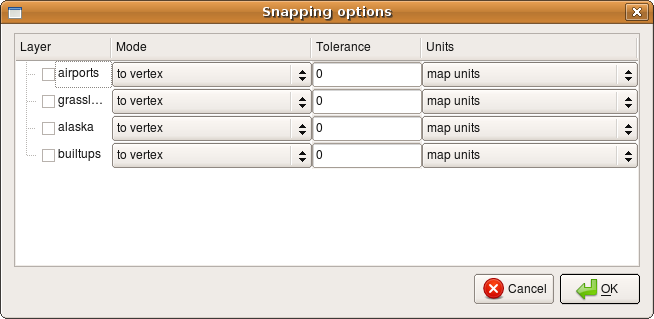 Snapping options
Layer Mode Tolerance Units
airports to vertex 0 map units
grassl... to vertex 0 map units
alaska to vertex 0 map units
builtups to vertex 0 map units
Cancel OK